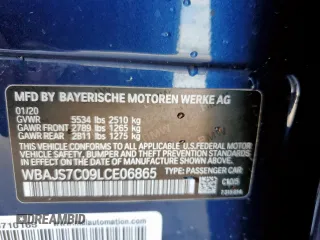 MFD BY BAYERISCHE MOTOREN WERKE AG
01/20
GVWR 5534 lbs 2510 kg
GAWR FRONT 2789 lbs 1265 kg
GAWR REAR 2811 lbs 1275 kg
THIS VEHICLE CONFORMS TO ALL APPLICABLE U.S. FEDERAL MOTOR
VEHICLE SAFETY, BUMPER, AND THEFT PREVENTION STANDARDS
IN EFFECT ON THE DATE OF MANUFACTURE SHOWN ABOVE.
WBAJS7C09LCE06865 TYPE: PASSENGER CAR
automation.com
DEALERSHIP